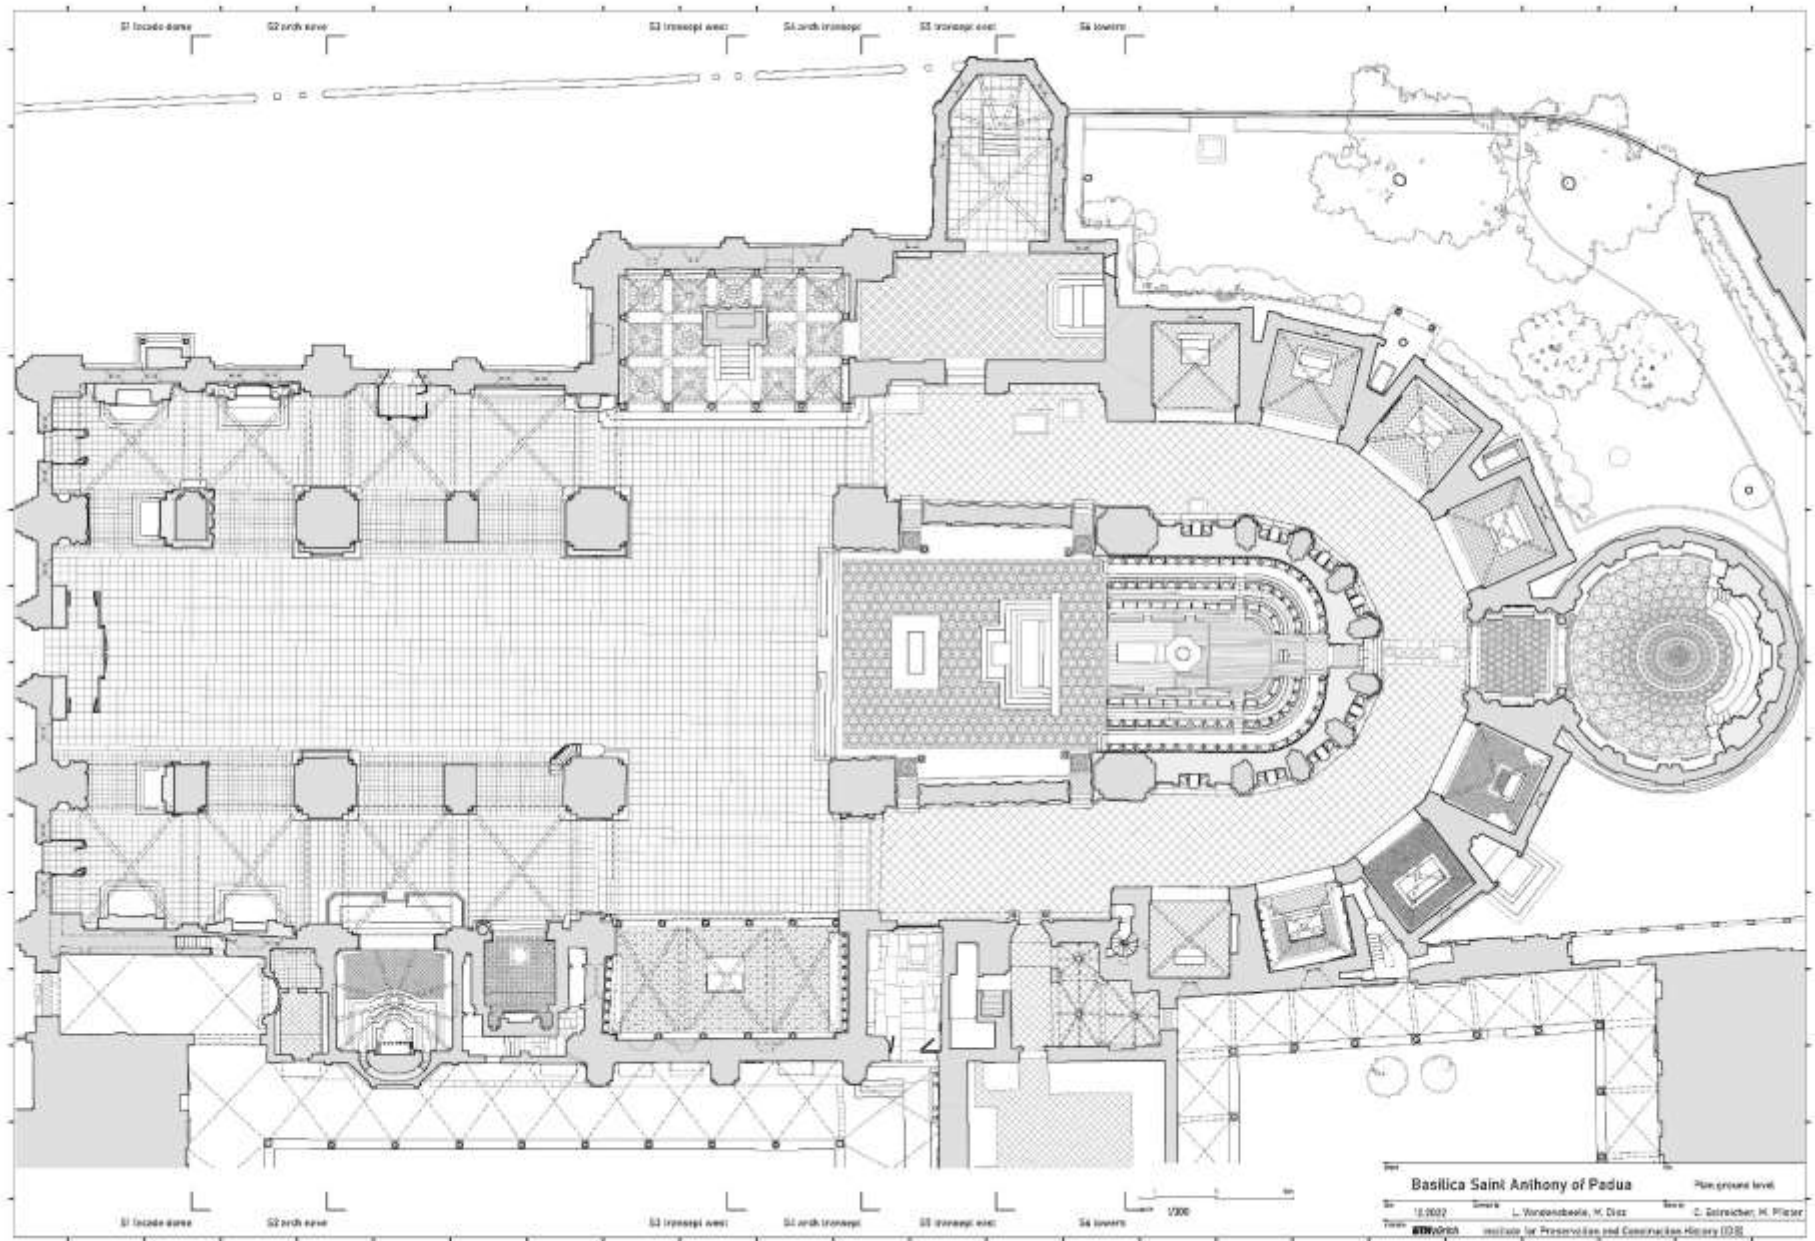 S1 facade dome
S2 arch nave
S3 transept west
S4 arch transept
S5 transept east
S6 towers
S1 facade dome
S2 arch nave
S3 transept west
S4 arch transept
S5 transept east
S6 towers
1/200
Basilica Saint Anthony of Padua
Plan ground level
12.2022
L. Vandenabeele, M. Diaz
M. Pfister
ETH zürich
Institute for Preservation and Construction History (IDB)